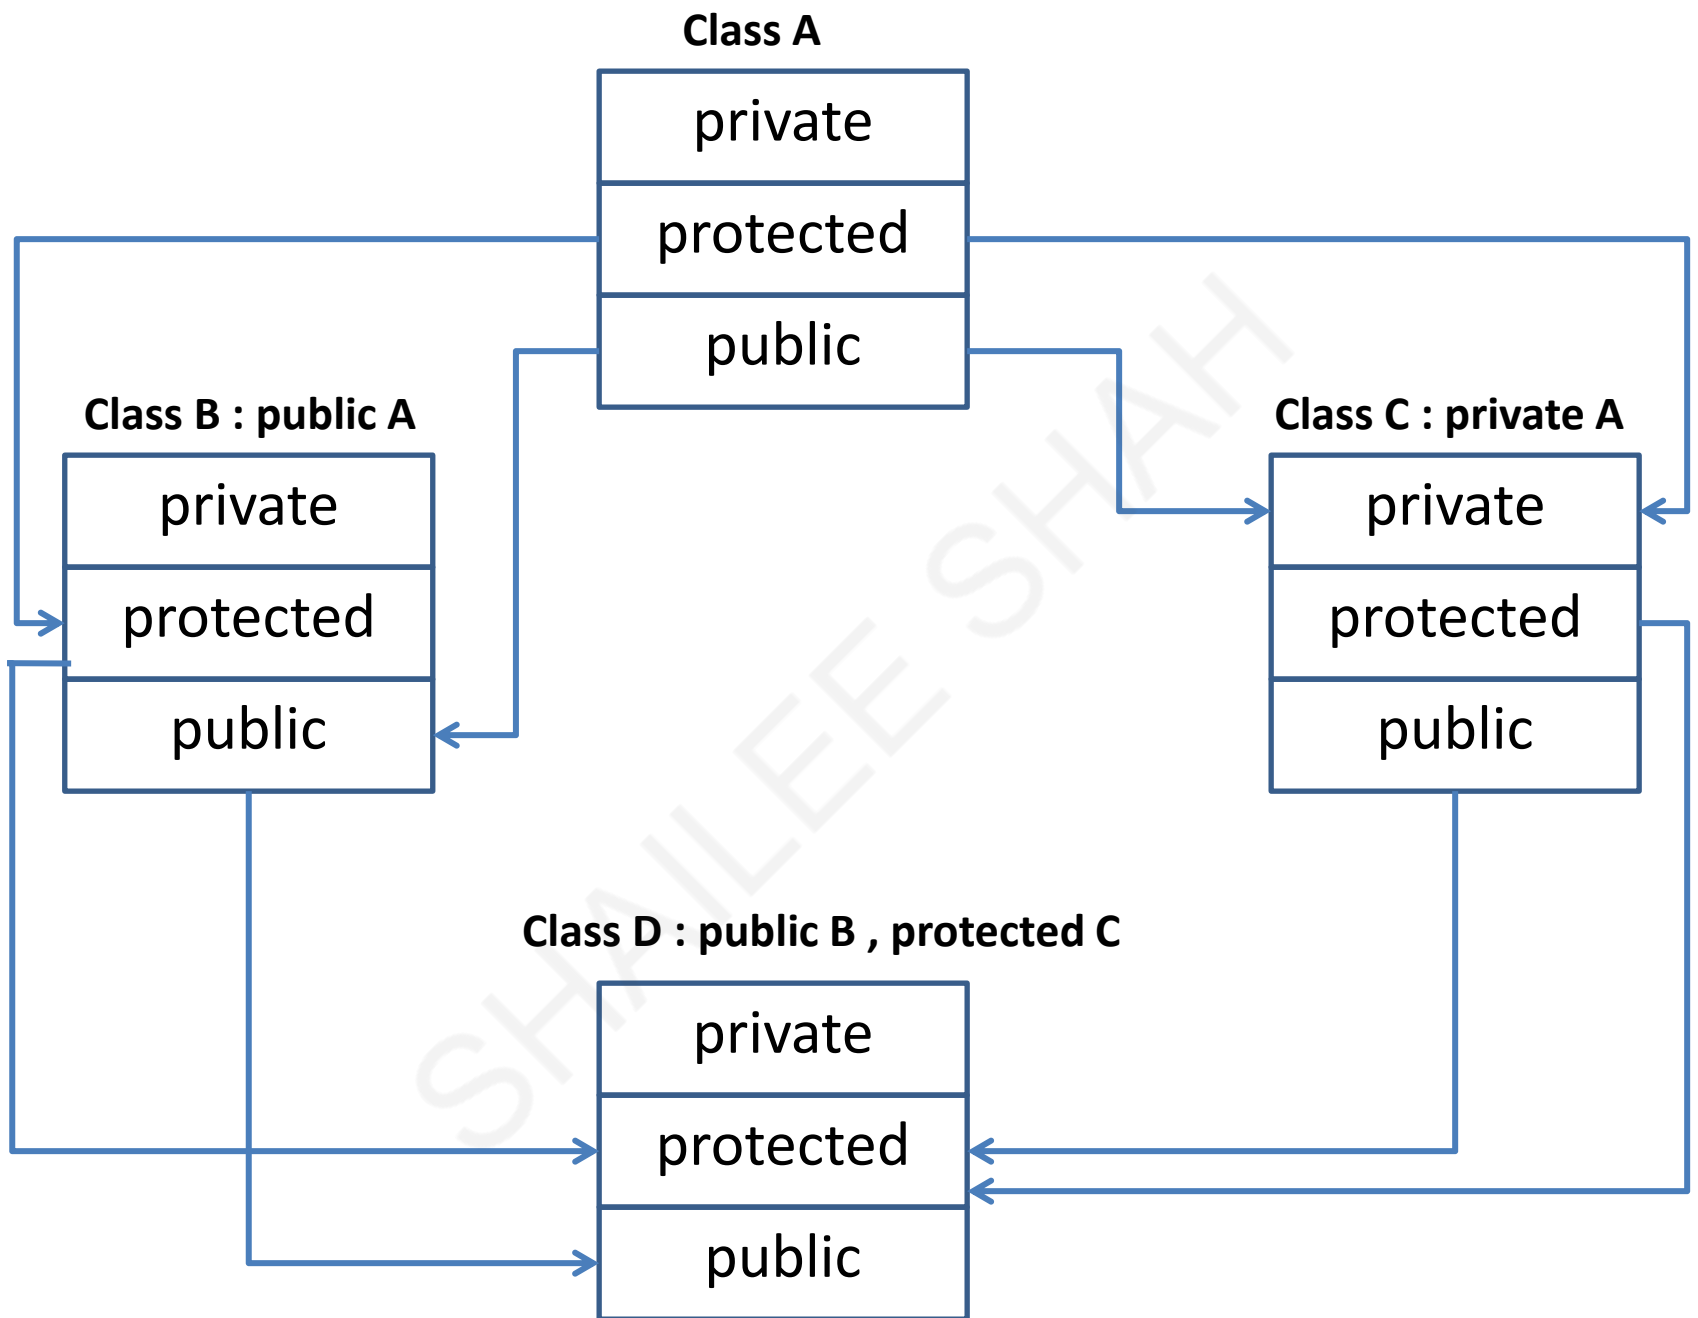 Class A
private
protected
public
Class B : public A
private
protected
public
Class C : private A
private
protected
public
Class D : public B , protected C
private
protected
public
SHAILEE SHAH